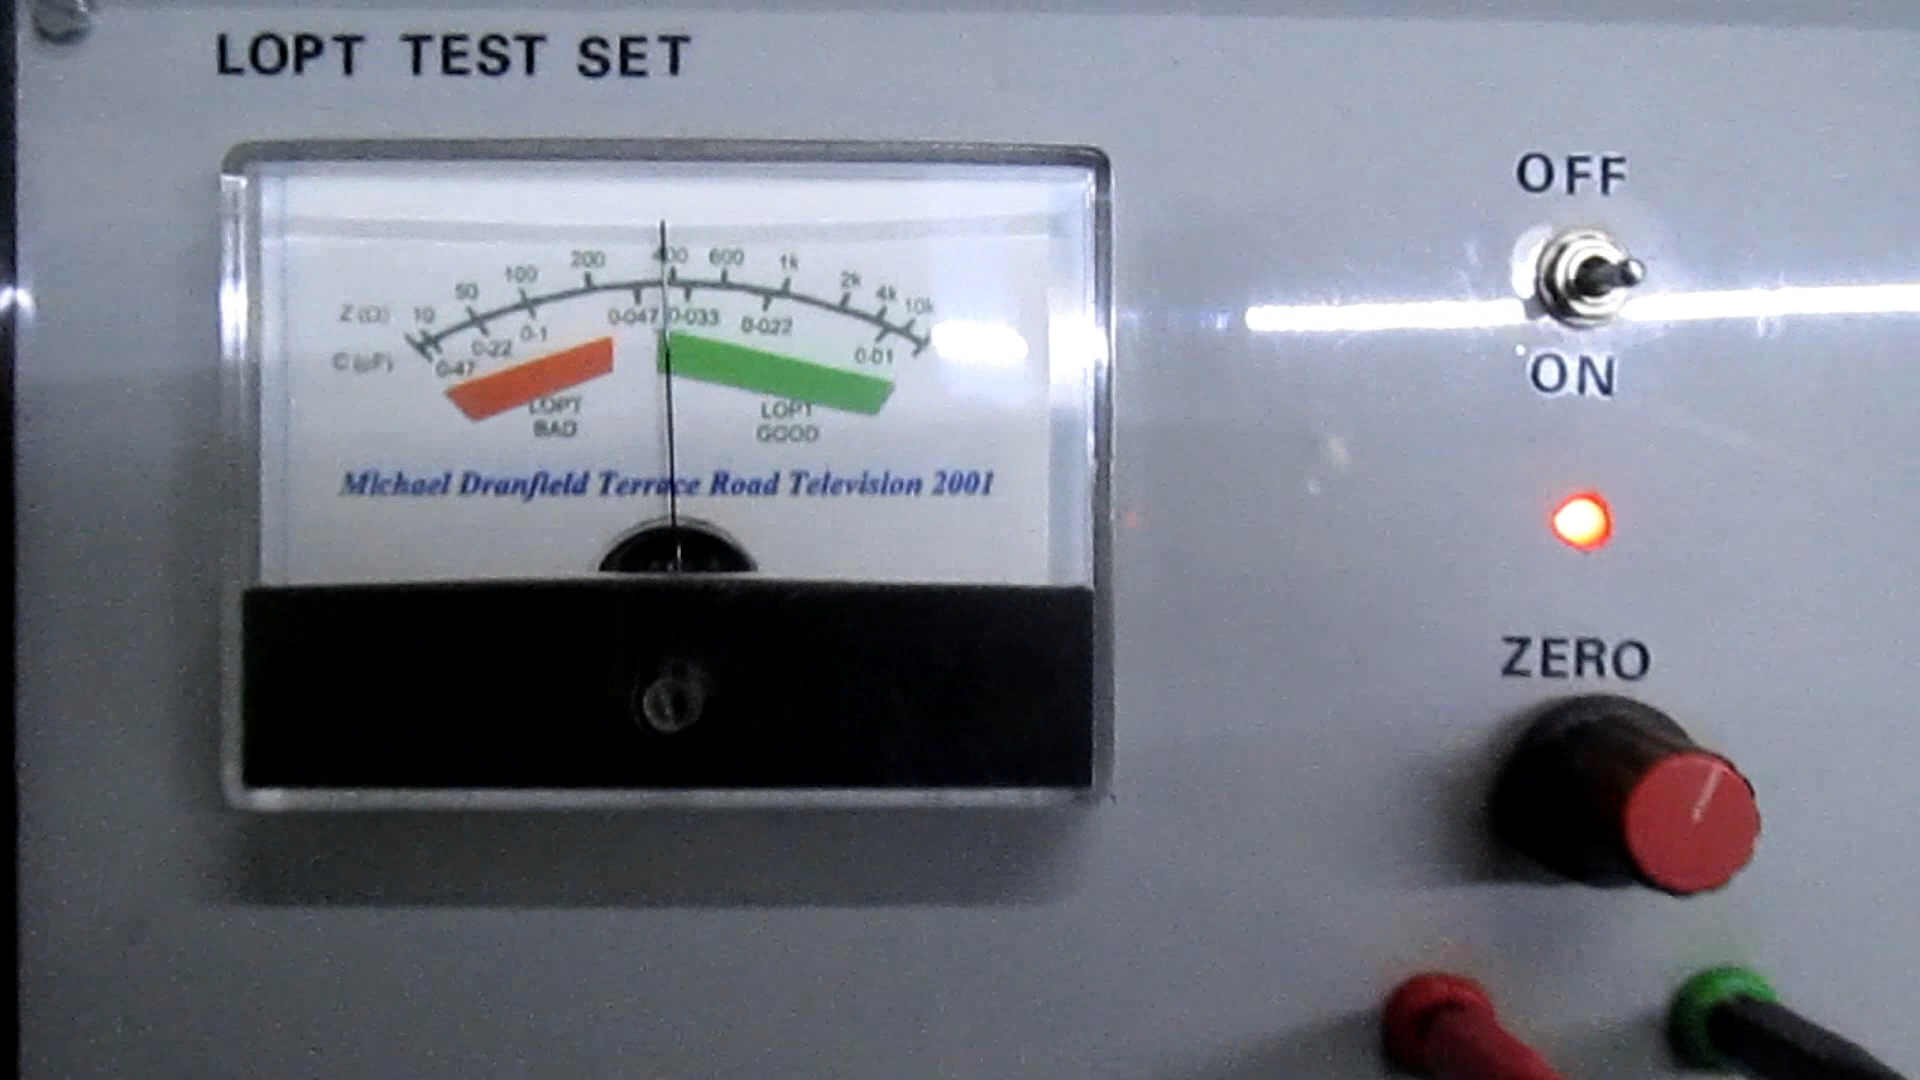 LOPT TEST SET
OFF
ON
ZERO
Z(Ω) 10 50 100 200 400 600 1k 2k 4k 10k
C(µF) 0·47 0·22 0·1 0·047 0·033 0·022 0·01
LOPT BAD
LOPT GOOD
Michael Dranfield Terrace Road Television 2001